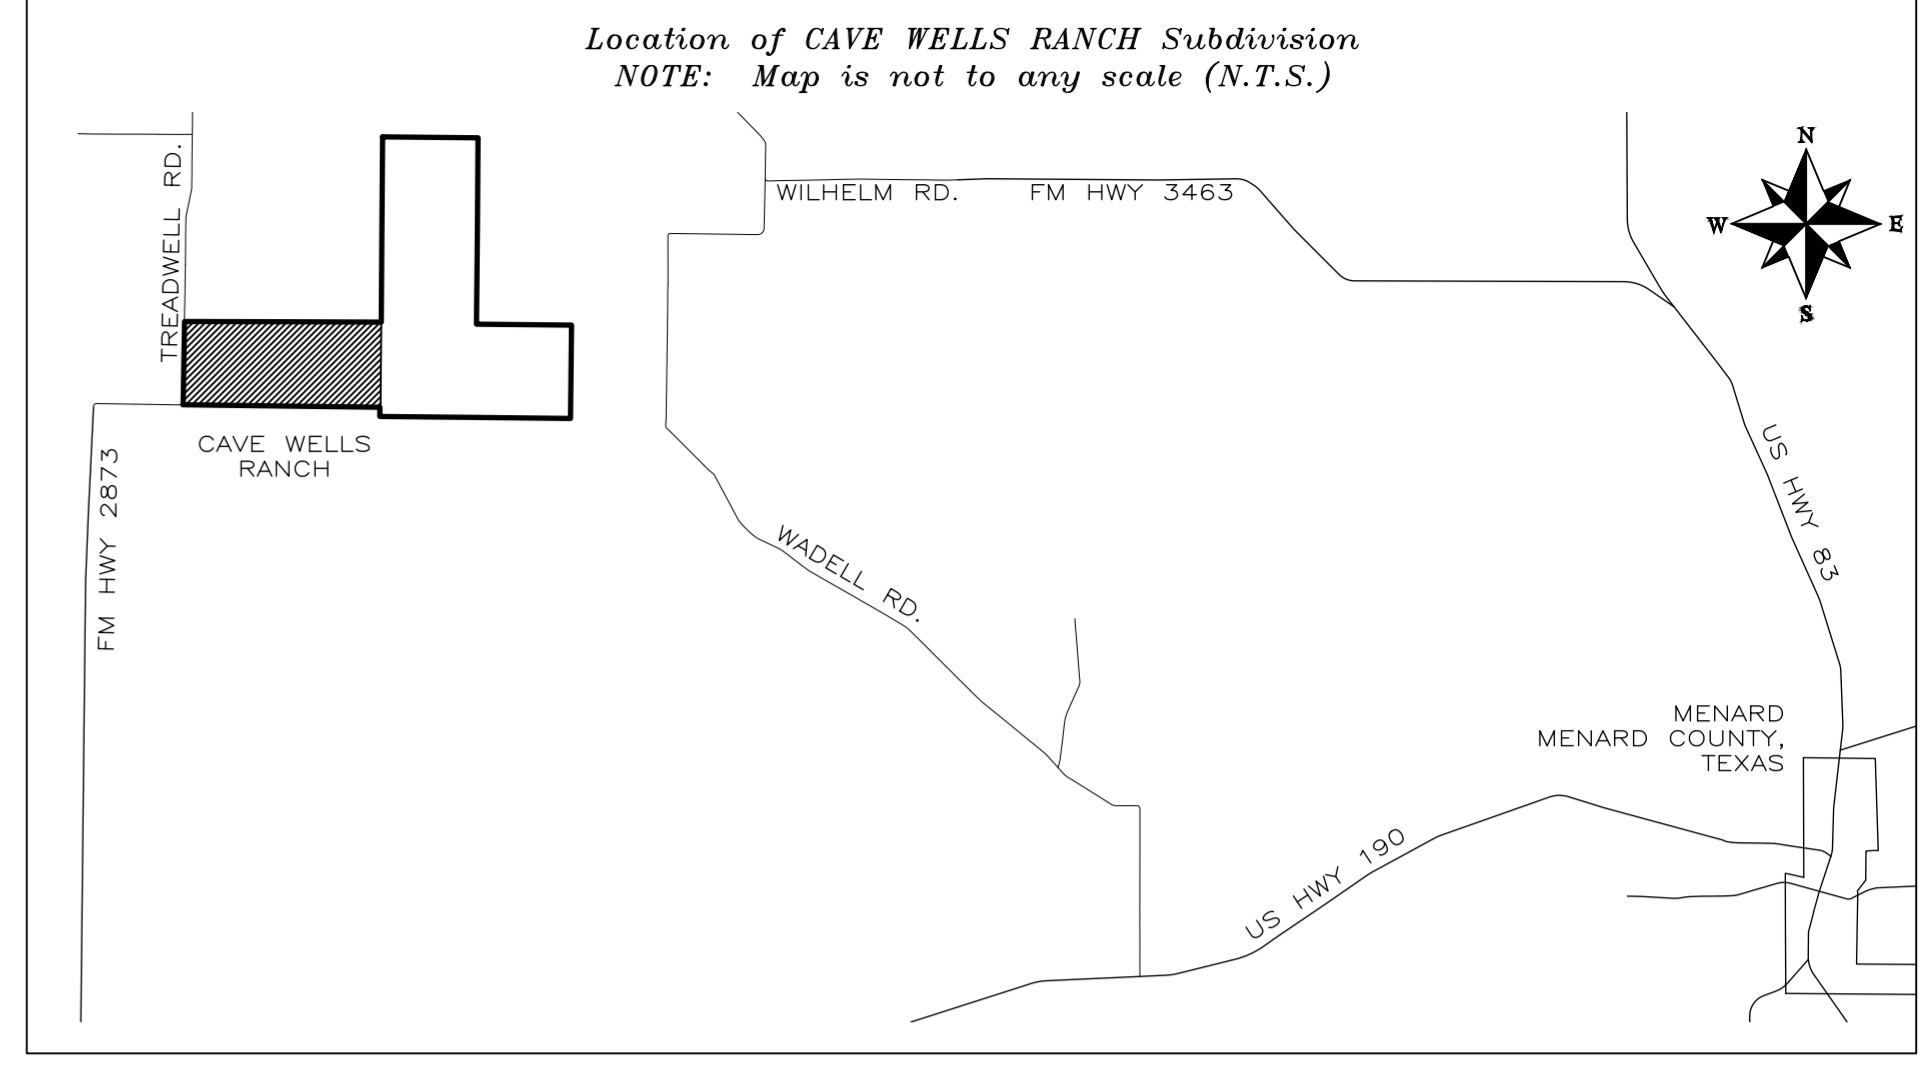 Location of CAVE WELLS RANCH Subdivision
NOTE: Map is not to any scale (N.T.S.)
N
W
E
S
TREADWELL RD.
WILHELM RD.
FM HWY 3463
CAVE WELLS
RANCH
FM HWY 2873
US HWY 83
WADELL RD.
MENARD
MENARD COUNTY,
TEXAS
US HWY 190